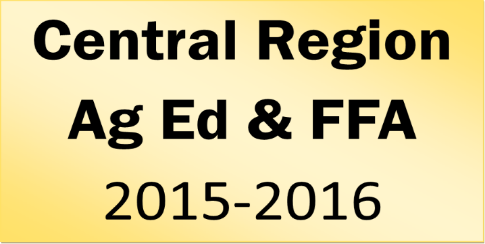 Central Region
Ag Ed & FFA
2015-2016